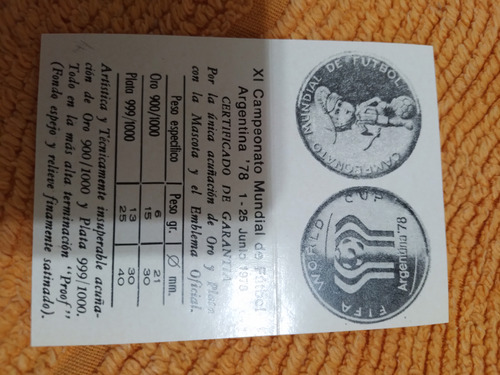 CAMPEONATO MUNDIAL DE FUTBOL
FIFA WORLD
Argentina 78
XI Campeonato Mundial de Fútbol
Argentina '78 1 - 25 Junio 1978
CERTIFICADO DE GARANTIA
Por la única acuñación de Oro y Plata
con la Mascota y el Emblema Oficial.
Peso específico Peso gr. Ø mm.
Oro 900/1000 6 21
15 30
Plata 999/1000 13 30
25 40
Artística y Técnicamente insuperable acuña-
ción de Oro 900/1000 y Plata 999/1000.
Todo en la más alta terminación "Proof"
(Fondo espejo y relieve finamente satinado).